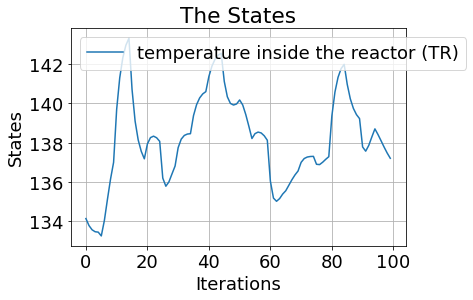 The States
temperature inside the reactor (TR)
States
142
140
138
136
134
0 20 40 60 80 100
Iterations